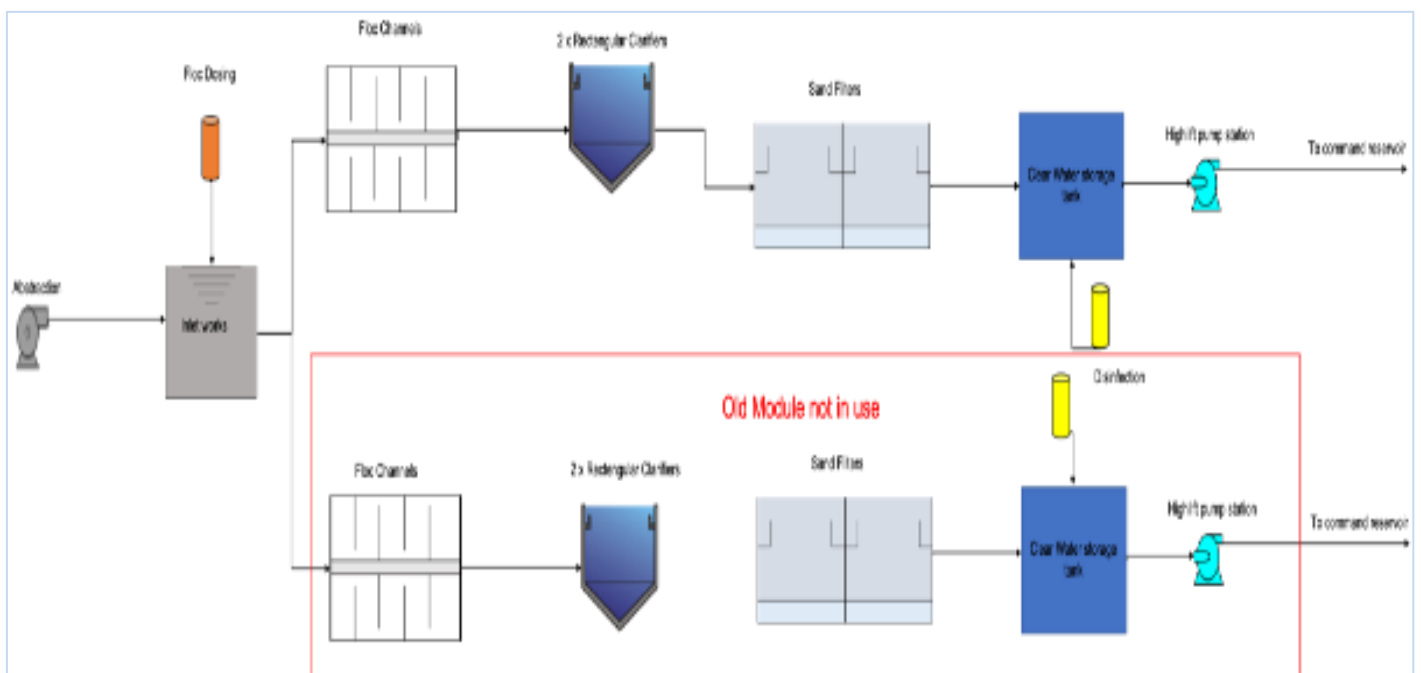 Floc Channels
2 x Rectangular Clarifiers
Floc Dosing
Sand Filters
High lift pump station
To command reservoir
Clear Water storage
tank
Abstraction
Inlet works
Disinfection
Old Module not in use
Floc Channels
2 x Rectangular Clarifiers
Sand Filters
High lift pump station
To command reservoir
Clear Water storage
tank